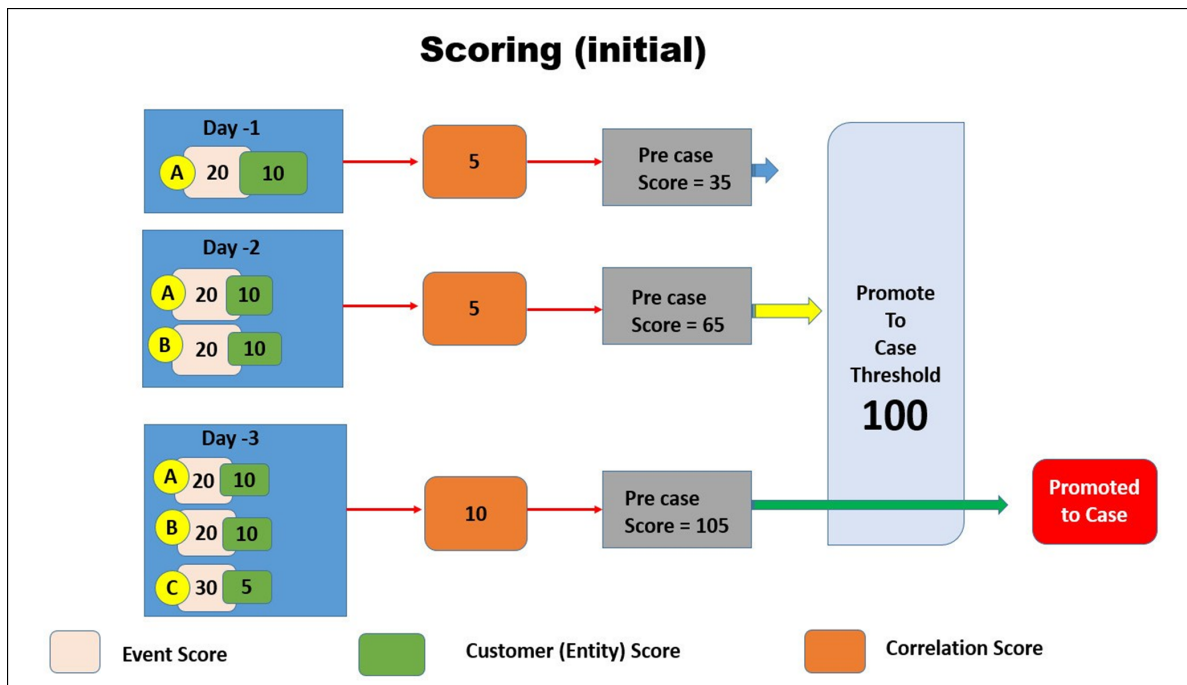 Scoring (initial)
Day -1
A 20 10
5
Pre case
Score = 35
Day -2
A 20 10
B 20 10
5
Pre case
Score = 65
Promote
To
Case
Threshold
100
Day -3
A 20 10
B 20 10
C 30 5
10
Pre case
Score = 105
Promoted
to Case
Event Score
Customer (Entity) Score
Correlation Score